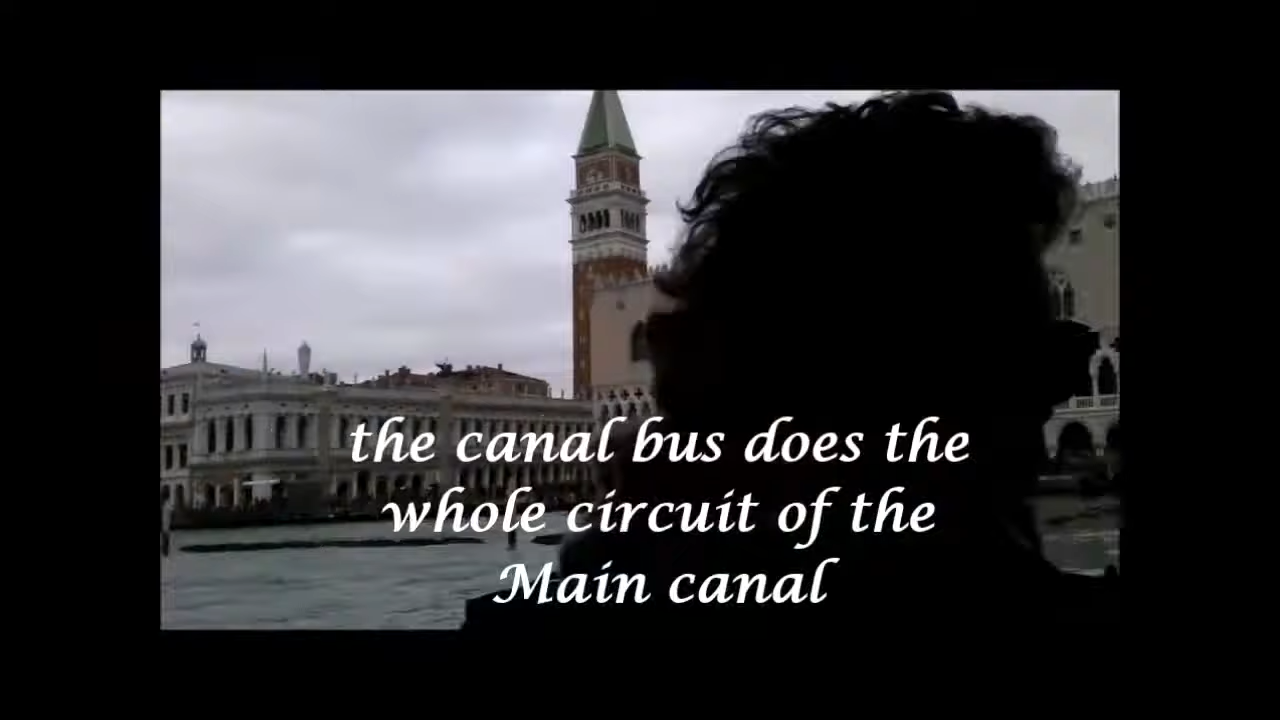 the canal bus does the
whole circuit of the
Main canal